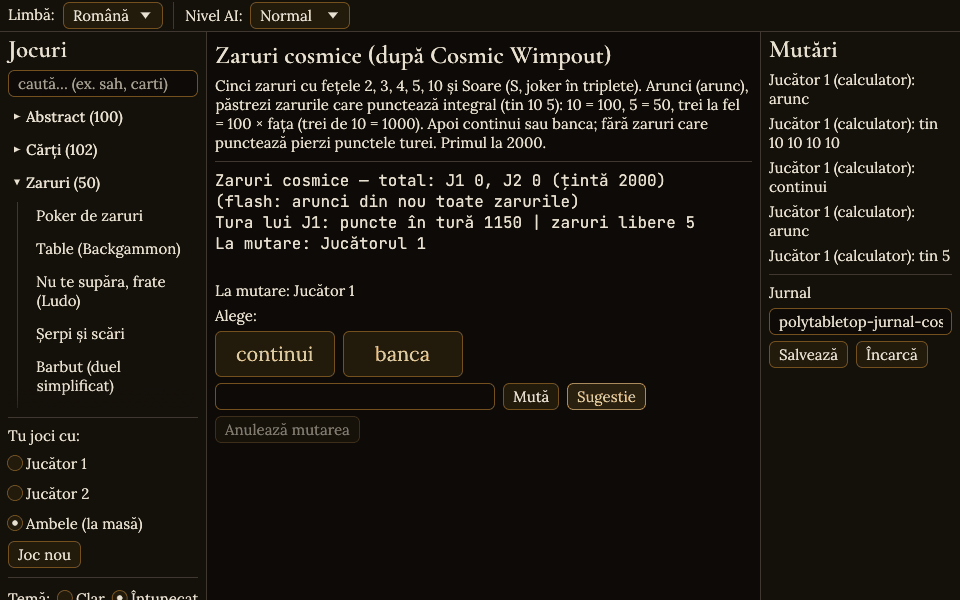 Limbă: Română ▼ Nivel AI: Normal ▼
Jocuri
caută... (ex. sah, carti)
▸ Abstract (100)
▸ Cărți (102)
▾ Zaruri (50)
Poker de zaruri
Table (Backgammon)
Nu te supăra, frate
(Ludo)
Șerpi și scări
Barbut (duel
simplificat)
Tu joci cu:
Jucător 1
Jucător 2
Ambele (la masă)
Joc nou
Temă: Clar Întunecat
Zaruri cosmice (după Cosmic Wimpout)
Cinci zaruri cu fețele 2, 3, 4, 5, 10 și Soare (S, joker în triplete). Arunci (arunc),
păstrezi zarurile care punctează integral (tin 10 5): 10 = 100, 5 = 50, trei la fel
= 100 × fața (trei de 10 = 1000). Apoi continui sau banca; fără zaruri care
punctează pierzi punctele turei. Primul la 2000.
Zaruri cosmice — total: J1 0, J2 0 (țintă 2000)
(flash: arunci din nou toate zarurile)
Tura lui J1: puncte în tură 1150 | zaruri libere 5
La mutare: Jucătorul 1
La mutare: Jucător 1
Alege:
continui banca
Mută Sugestie
Anulează mutarea
Mutări
Jucător 1 (calculator):
arunc
Jucător 1 (calculator): tin
10 10 10 10
Jucător 1 (calculator):
continui
Jucător 1 (calculator):
arunc
Jucător 1 (calculator): tin 5
Jurnal
polytabletop-jurnal-cos
Salvează Încarcă